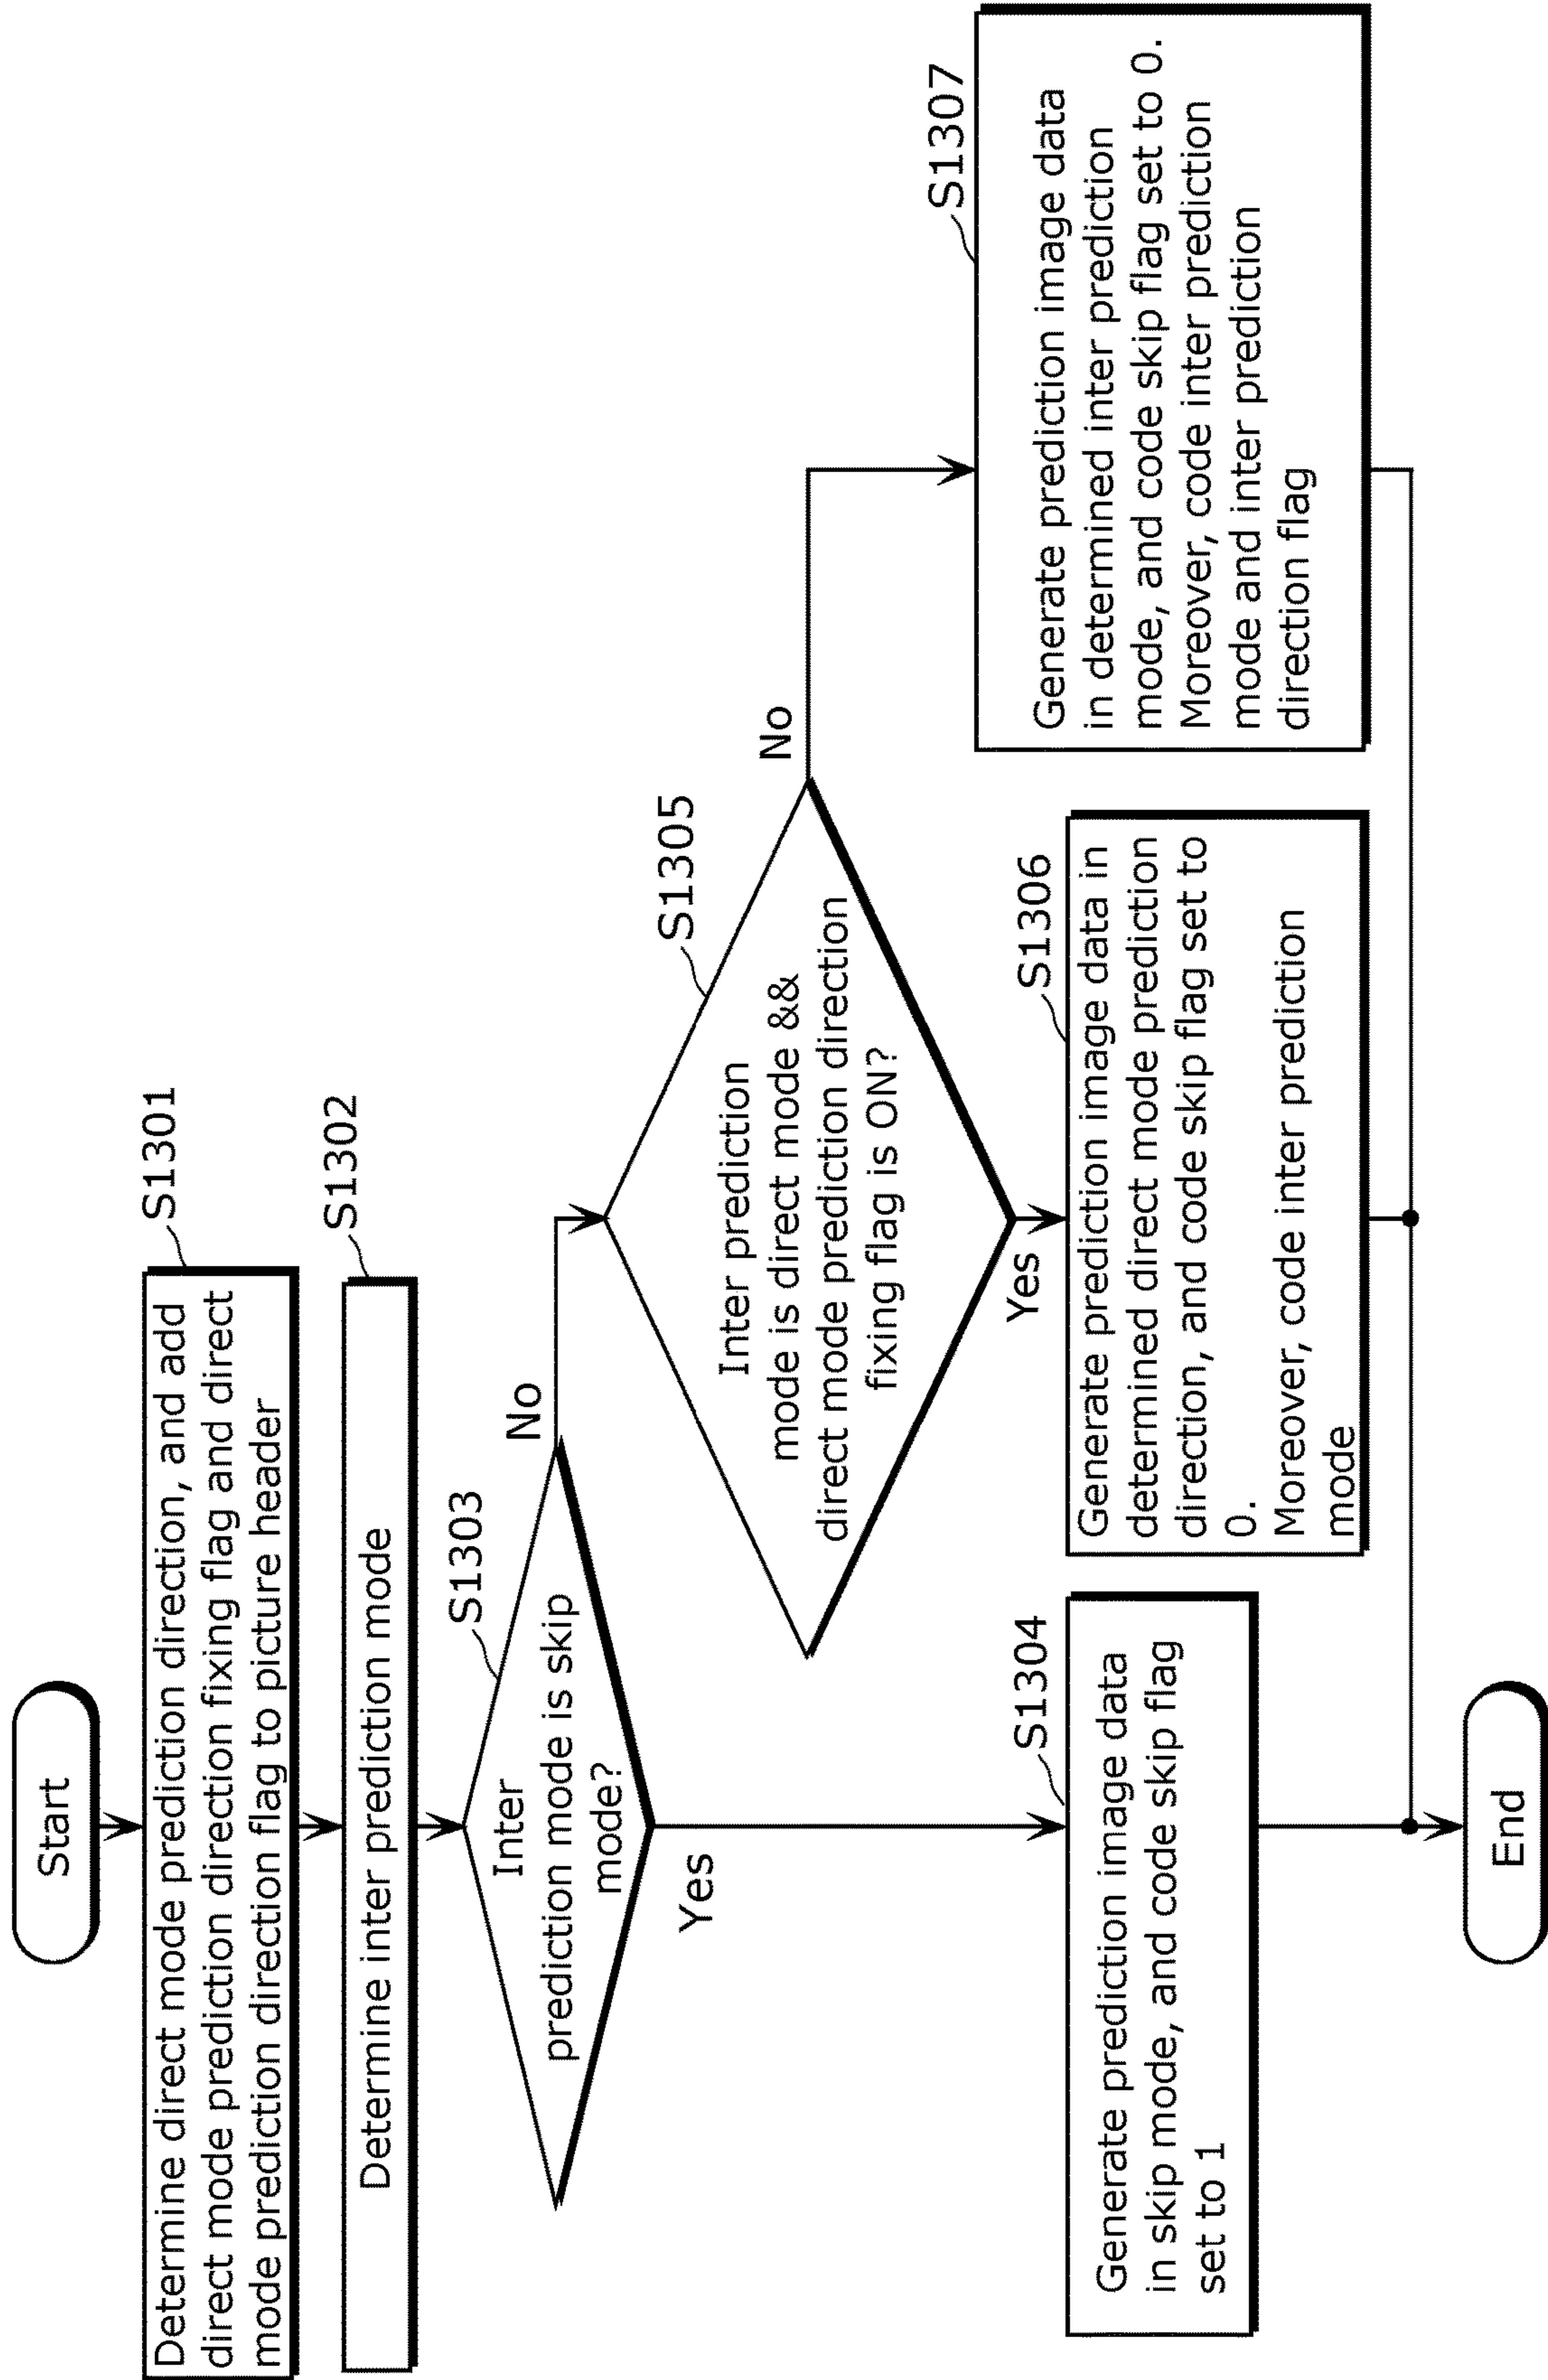 Start
S1301
Determine direct mode prediction direction, and add
direct mode prediction direction fixing flag and direct
mode prediction direction flag to picture header
S1302
Determine inter prediction mode
S1303
Inter
prediction mode is skip
mode?
No
Yes
S1305
Inter prediction
mode is direct mode &&
direct mode prediction direction
fixing flag is ON?
No
Yes
S1304
Generate prediction image data
in skip mode, and code skip flag
set to 1
S1306
Generate prediction image data in
determined direct mode prediction
direction, and code skip flag set to
0.
Moreover, code inter prediction
mode
S1307
Generate prediction image data
in determined inter prediction
mode, and code skip flag set to 0.
Moreover, code inter prediction
mode and inter prediction
direction flag
End